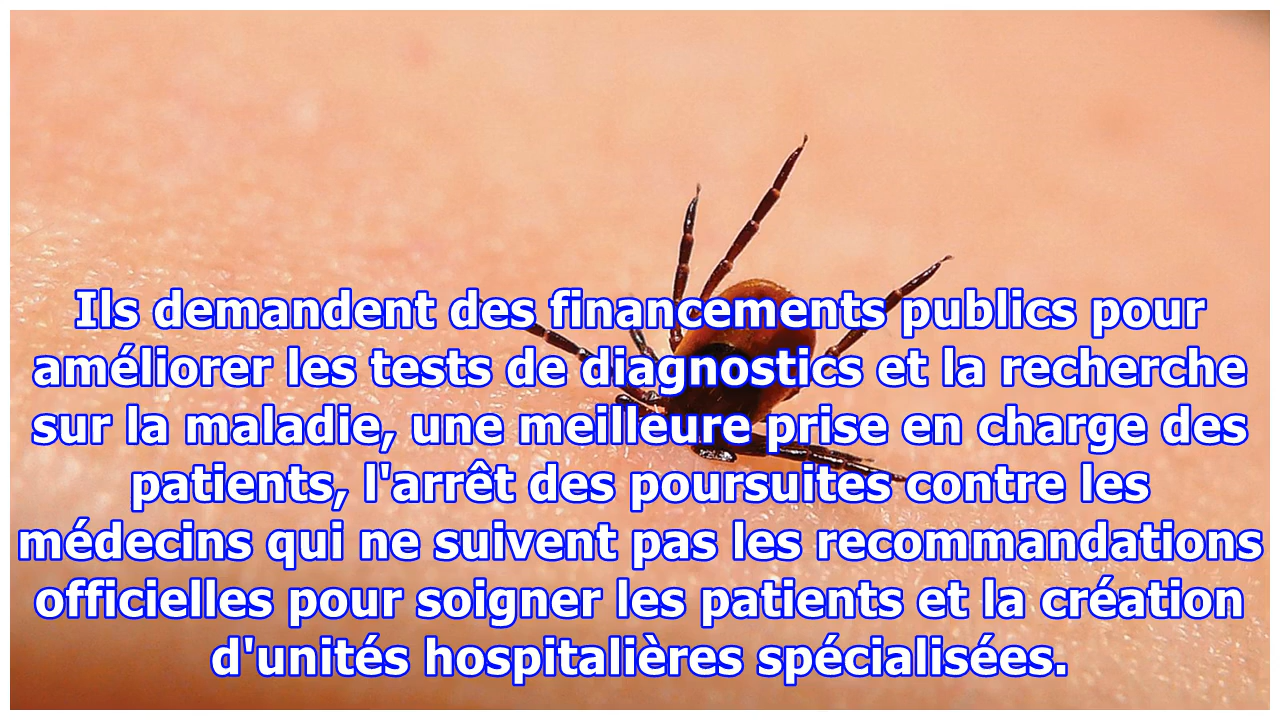 Ils demandent des financements publics pour
améliorer les tests de diagnostics et la recherche
sur la maladie, une meilleure prise en charge des
patients, l'arrêt des poursuites contre les
médecins qui ne suivent pas les recommandations
officielles pour soigner les patients et la création
d'unités hospitalières spécialisées.